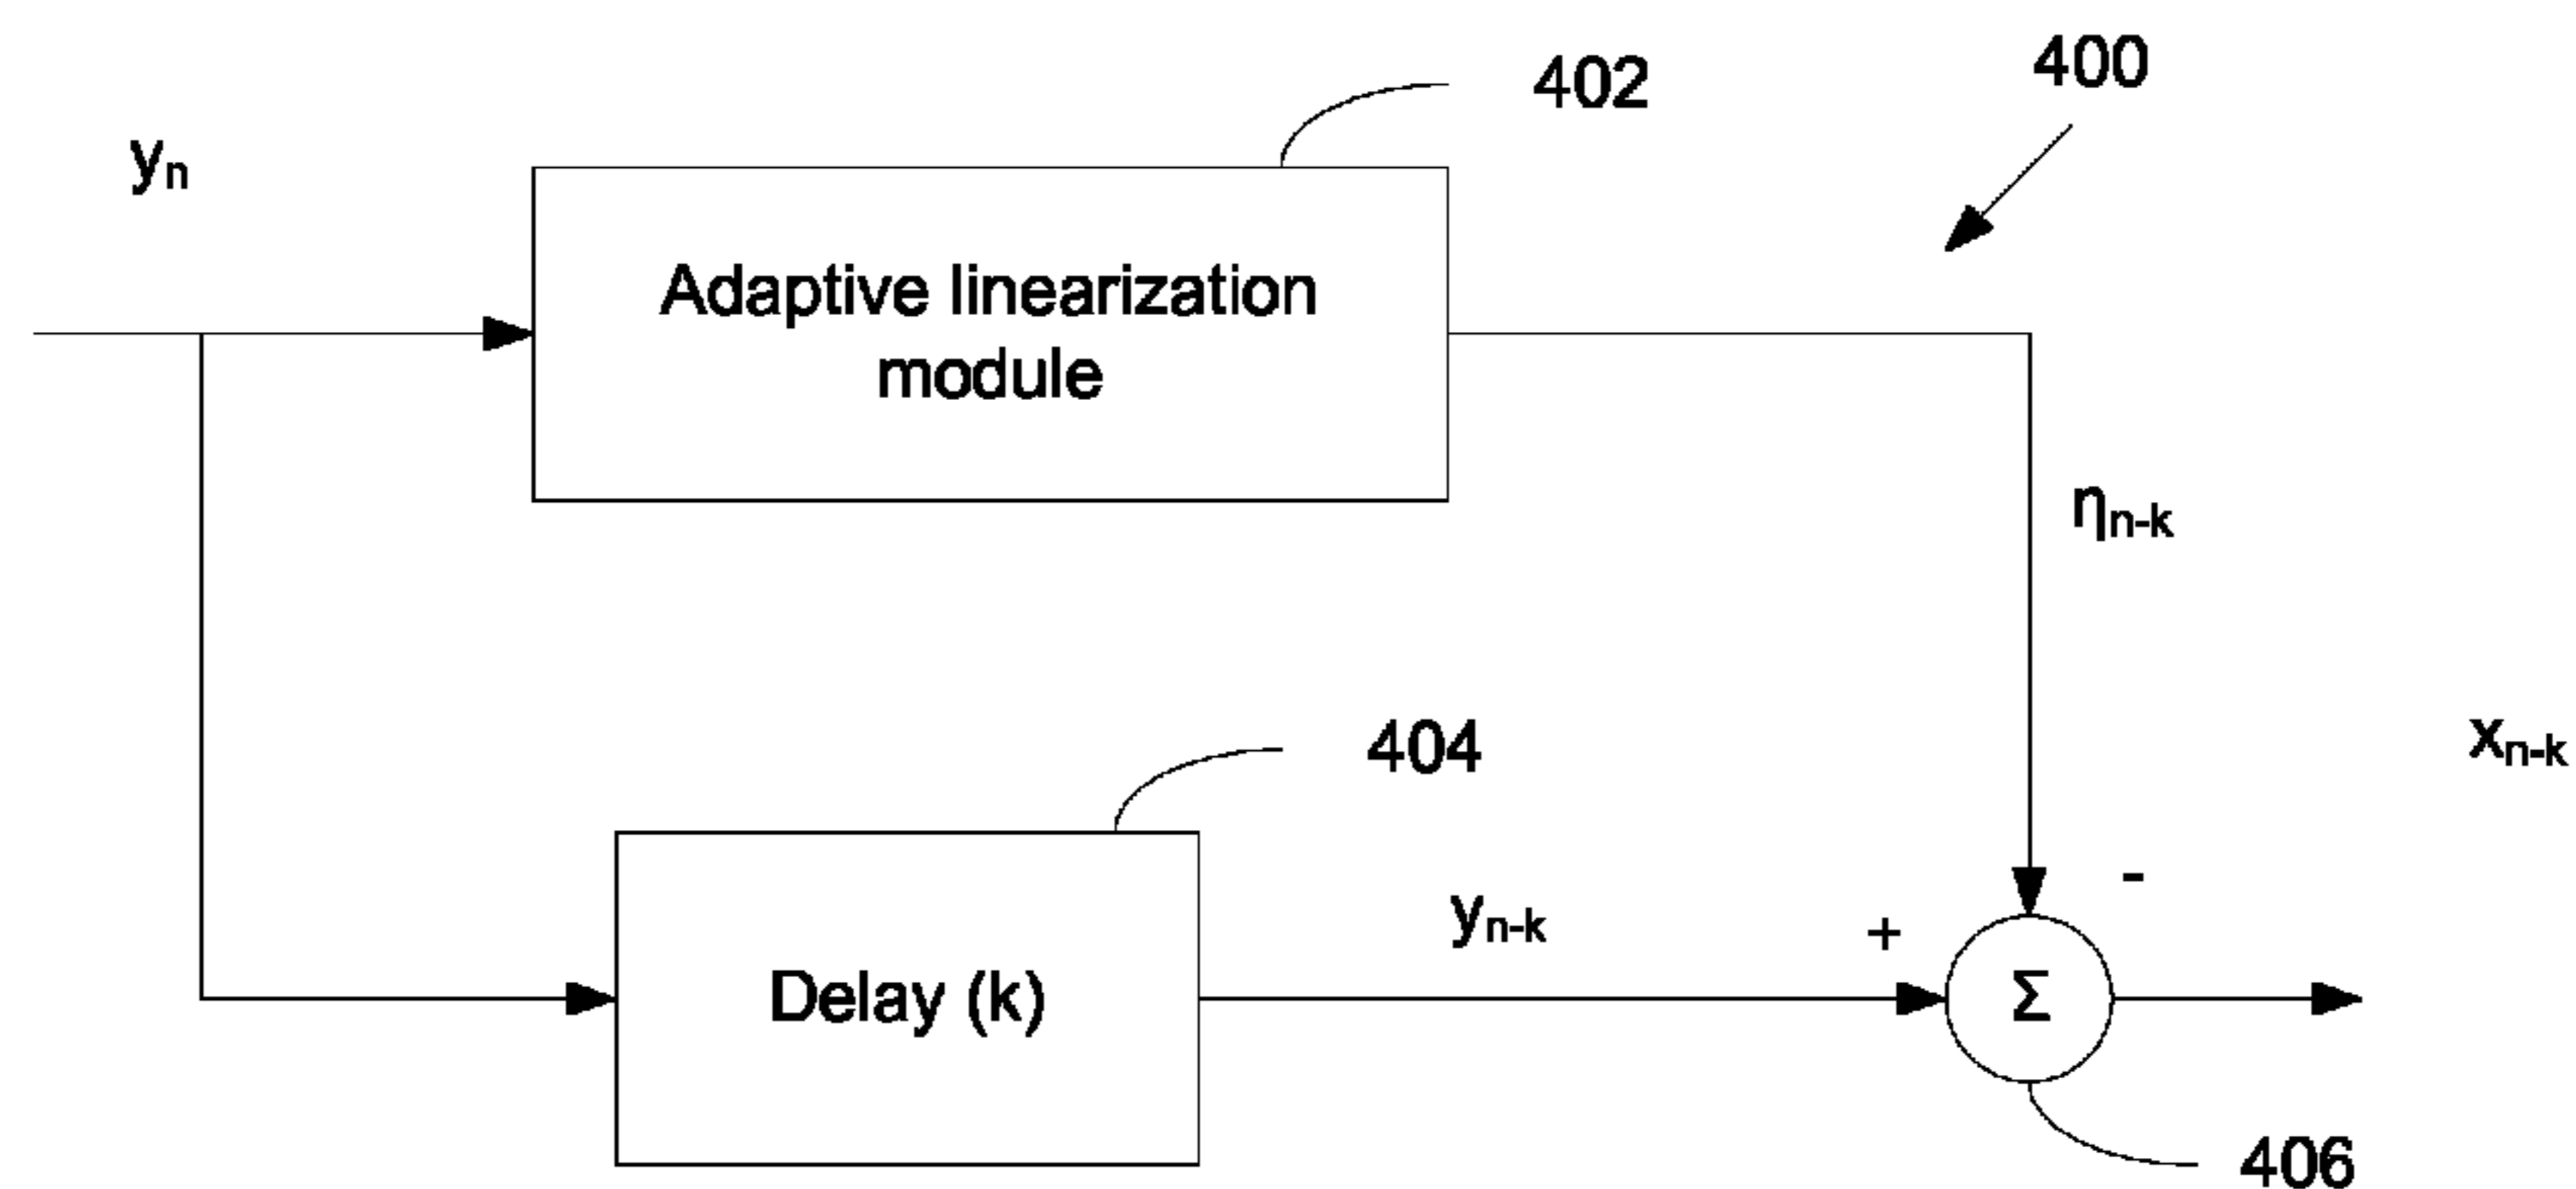 402
400
yₙ
Adaptive linearization
module
ηₙ₋ₖ
404
xₙ₋ₖ
yₙ₋ₖ
-
+
Delay (k)
Σ
406